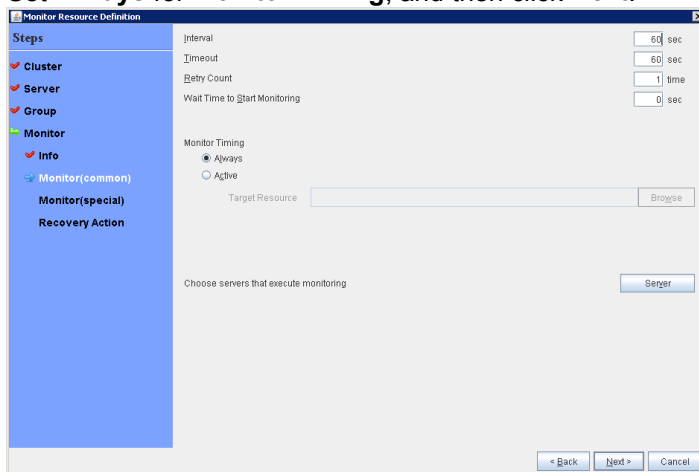 Monitor Resource Definition
Steps
Cluster
Server
Group
Monitor
Info
Monitor(common)
Monitor(special)
Recovery Action
Interval 60 sec
Timeout 60 sec
Retry Count 1 time
Wait Time to Start Monitoring 0 sec
Monitor Timing
Always
Active
Target Resource Browse
Choose servers that execute monitoring Server
< Back Next > Cancel